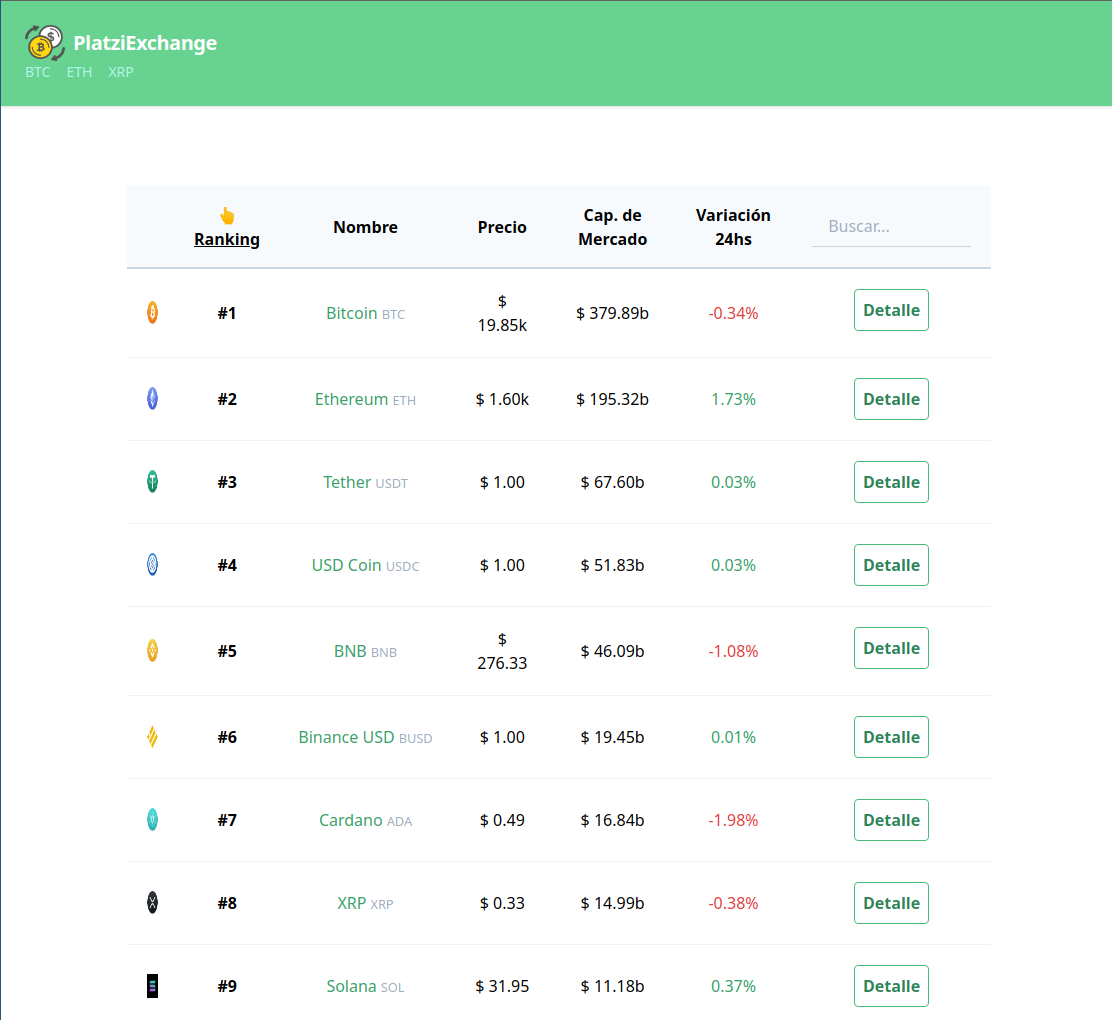 PlatziExchange
BTC ETH XRP
👆
Ranking
Nombre
Precio
Cap. de
Mercado
Variación
24hs
Buscar...
#1 Bitcoin BTC $
19.85k $ 379.89b -0.34% Detalle
#2 Ethereum ETH $ 1.60k $ 195.32b 1.73% Detalle
#3 Tether USDT $ 1.00 $ 67.60b 0.03% Detalle
#4 USD Coin USDC $ 1.00 $ 51.83b 0.03% Detalle
#5 BNB BNB $
276.33 $ 46.09b -1.08% Detalle
#6 Binance USD BUSD $ 1.00 $ 19.45b 0.01% Detalle
#7 Cardano ADA $ 0.49 $ 16.84b -1.98% Detalle
#8 XRP XRP $ 0.33 $ 14.99b -0.38% Detalle
#9 Solana SOL $ 31.95 $ 11.18b 0.37% Detalle